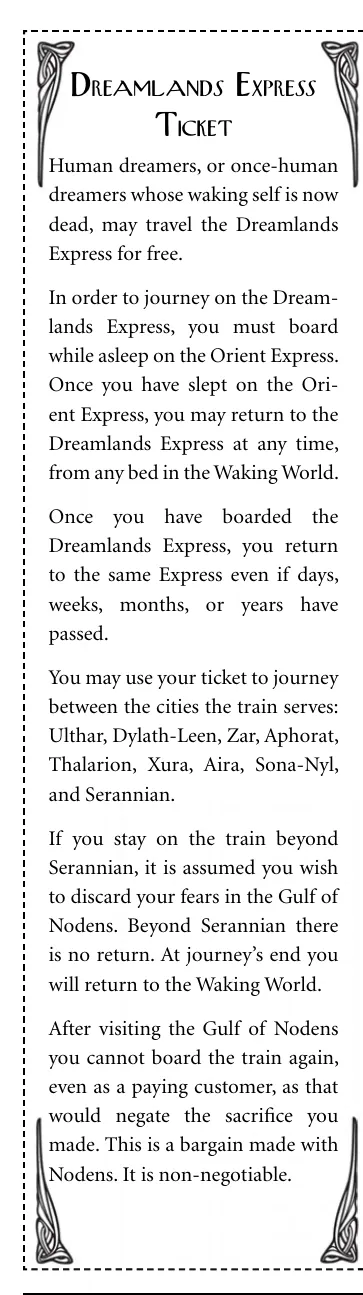 Dreamlands Express
Ticket
Human dreamers, or once-human
dreamers whose waking self is now
dead, may travel the Dreamlands
Express for free.
In order to journey on the Dream-
lands Express, you must board
while asleep on the Orient Express.
Once you have slept on the Ori-
ent Express, you may return to the
Dreamlands Express at any time,
from any bed in the Waking World.
Once you have boarded the
Dreamlands Express, you return
to the same Express even if days,
weeks, months, or years have
passed.
You may use your ticket to journey
between the cities the train serves:
Ulthar, Dylath-Leen, Zar, Aphorat,
Thalarion, Xura, Aira, Sona-Nyl,
and Serannian.
If you stay on the train beyond
Serannian, it is assumed you wish
to discard your fears in the Gulf of
Nodens. Beyond Serannian there
is no return. At journey’s end you
will return to the Waking World.
After visiting the Gulf of Nodens
you cannot board the train again,
even as a paying customer, as that
would negate the sacrifice you
made. This is a bargain made with
Nodens. It is non-negotiable.